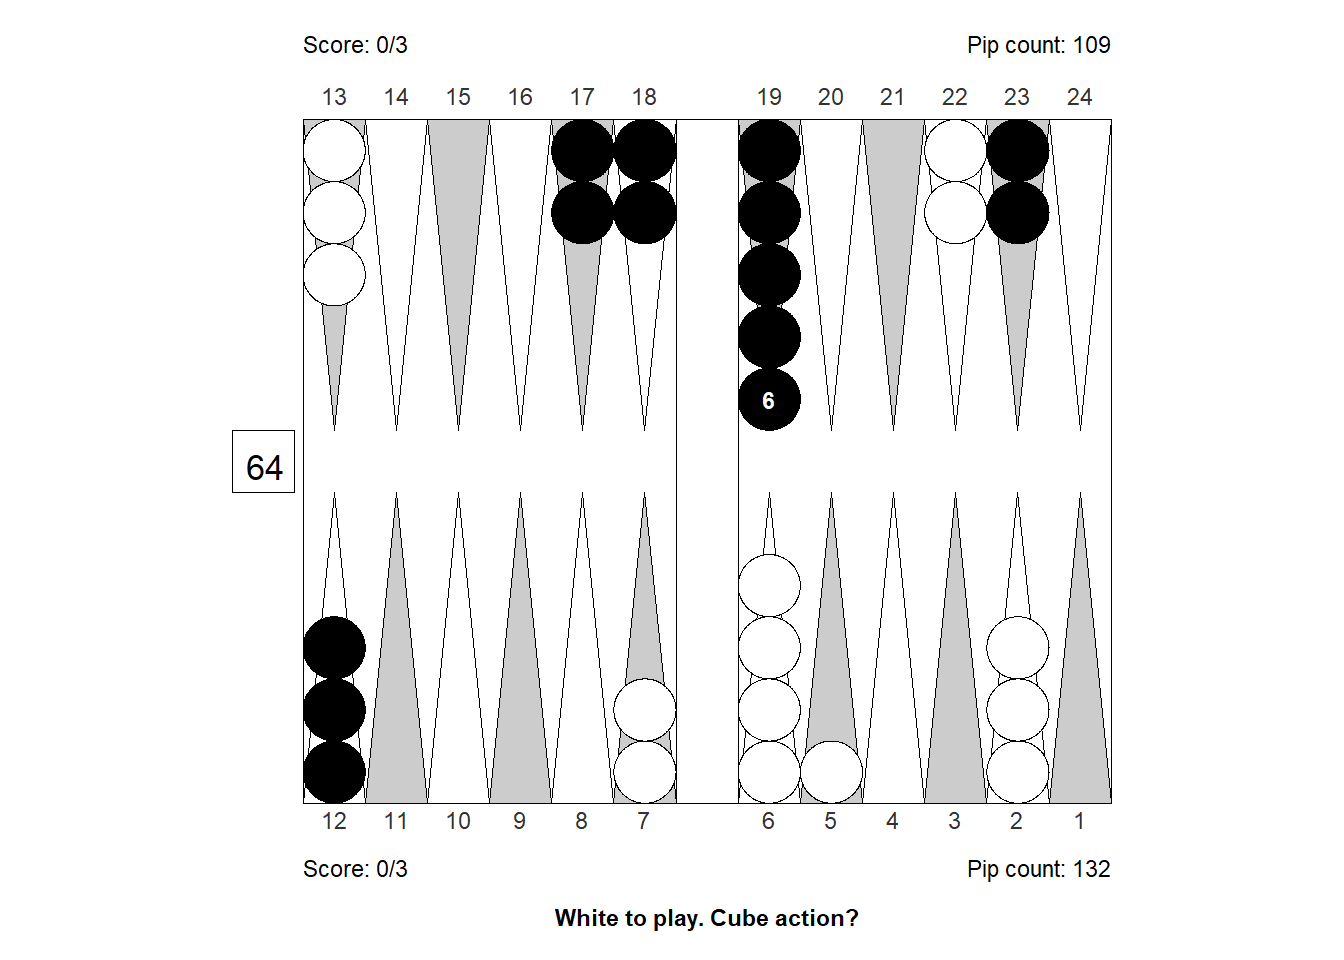 Score: 0/3 Pip count: 109
13 14 15 16 17 18 19 20 21 22 23 24
6
64
12 11 10 9 8 7 6 5 4 3 2 1
Score: 0/3 Pip count: 132
White to play. Cube action?